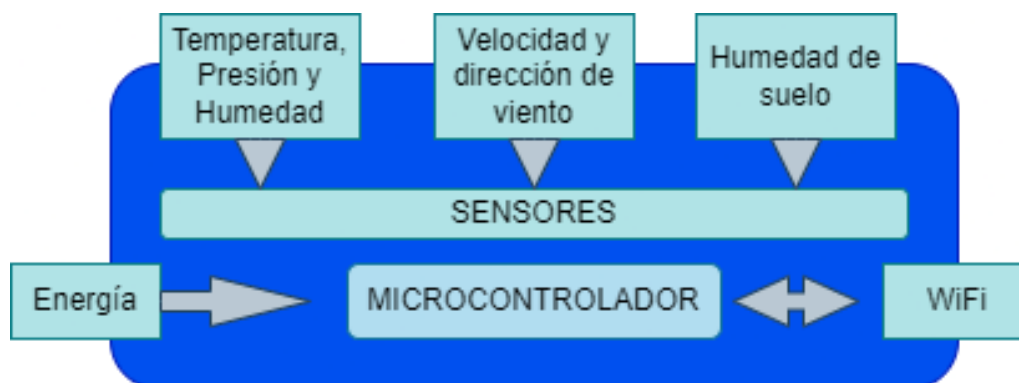 Temperatura,
Presión y
Humedad
Velocidad y
dirección de
viento
Humedad de
suelo
SENSORES
Energía
MICROCONTROLADOR
WiFi